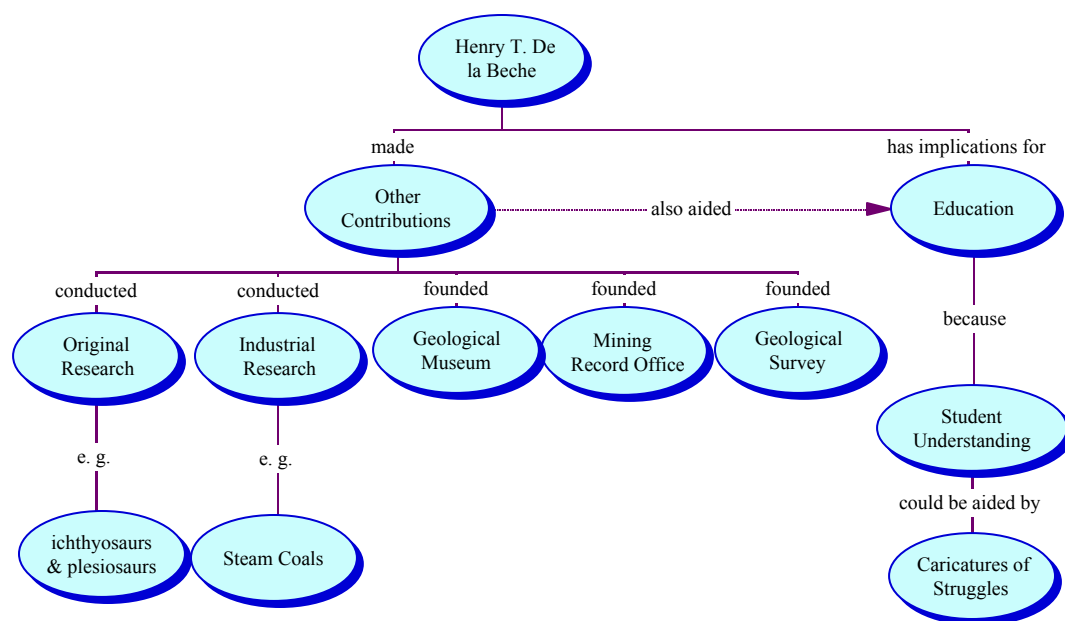 Henry T. De
la Beche
made
has implications for
Other
Contributions
also aided
Education
conducted
conducted
founded
founded
founded
because
Original
Research
Industrial
Research
Geological
Museum
Mining
Record Office
Geological
Survey
Student
Understanding
e. g.
e. g.
could be aided by
ichthyosaurs
& plesiosaurs
Steam Coals
Caricatures of
Struggles